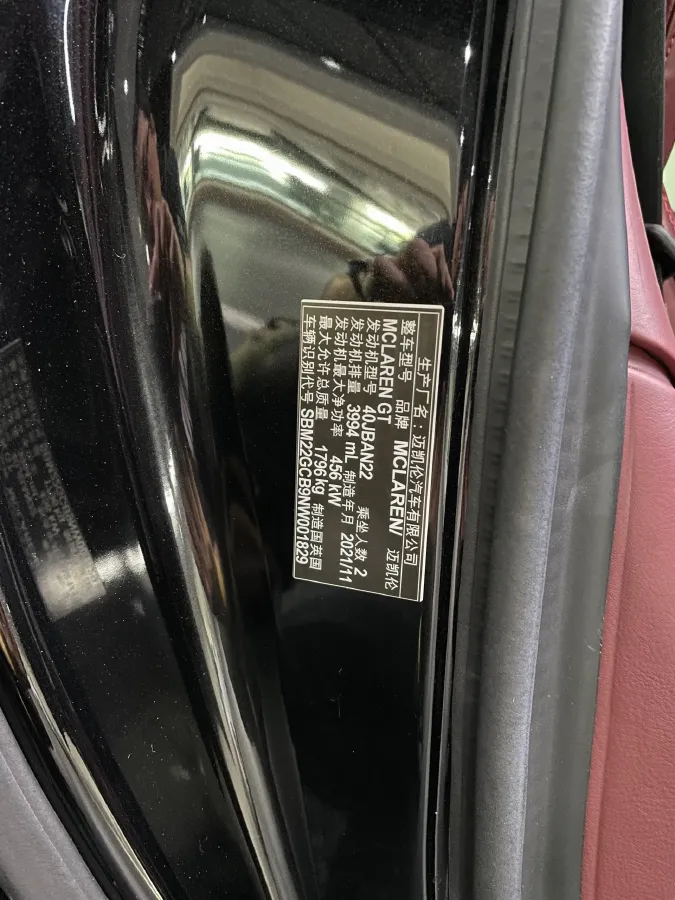 生产厂名：迈凯伦汽车有限公司
整车型号 品牌 MCLAREN/ 迈凯伦
MCLAREN GT
发动机型号 40JBAN22 乘坐人数 2
发动机排量 3994 mL 制造年月 2021/11
发动机最大净功率 456 kW
最大允许总质量 1796 kg 制造国英国
车辆识别代号 SBM22GCB9NW001829